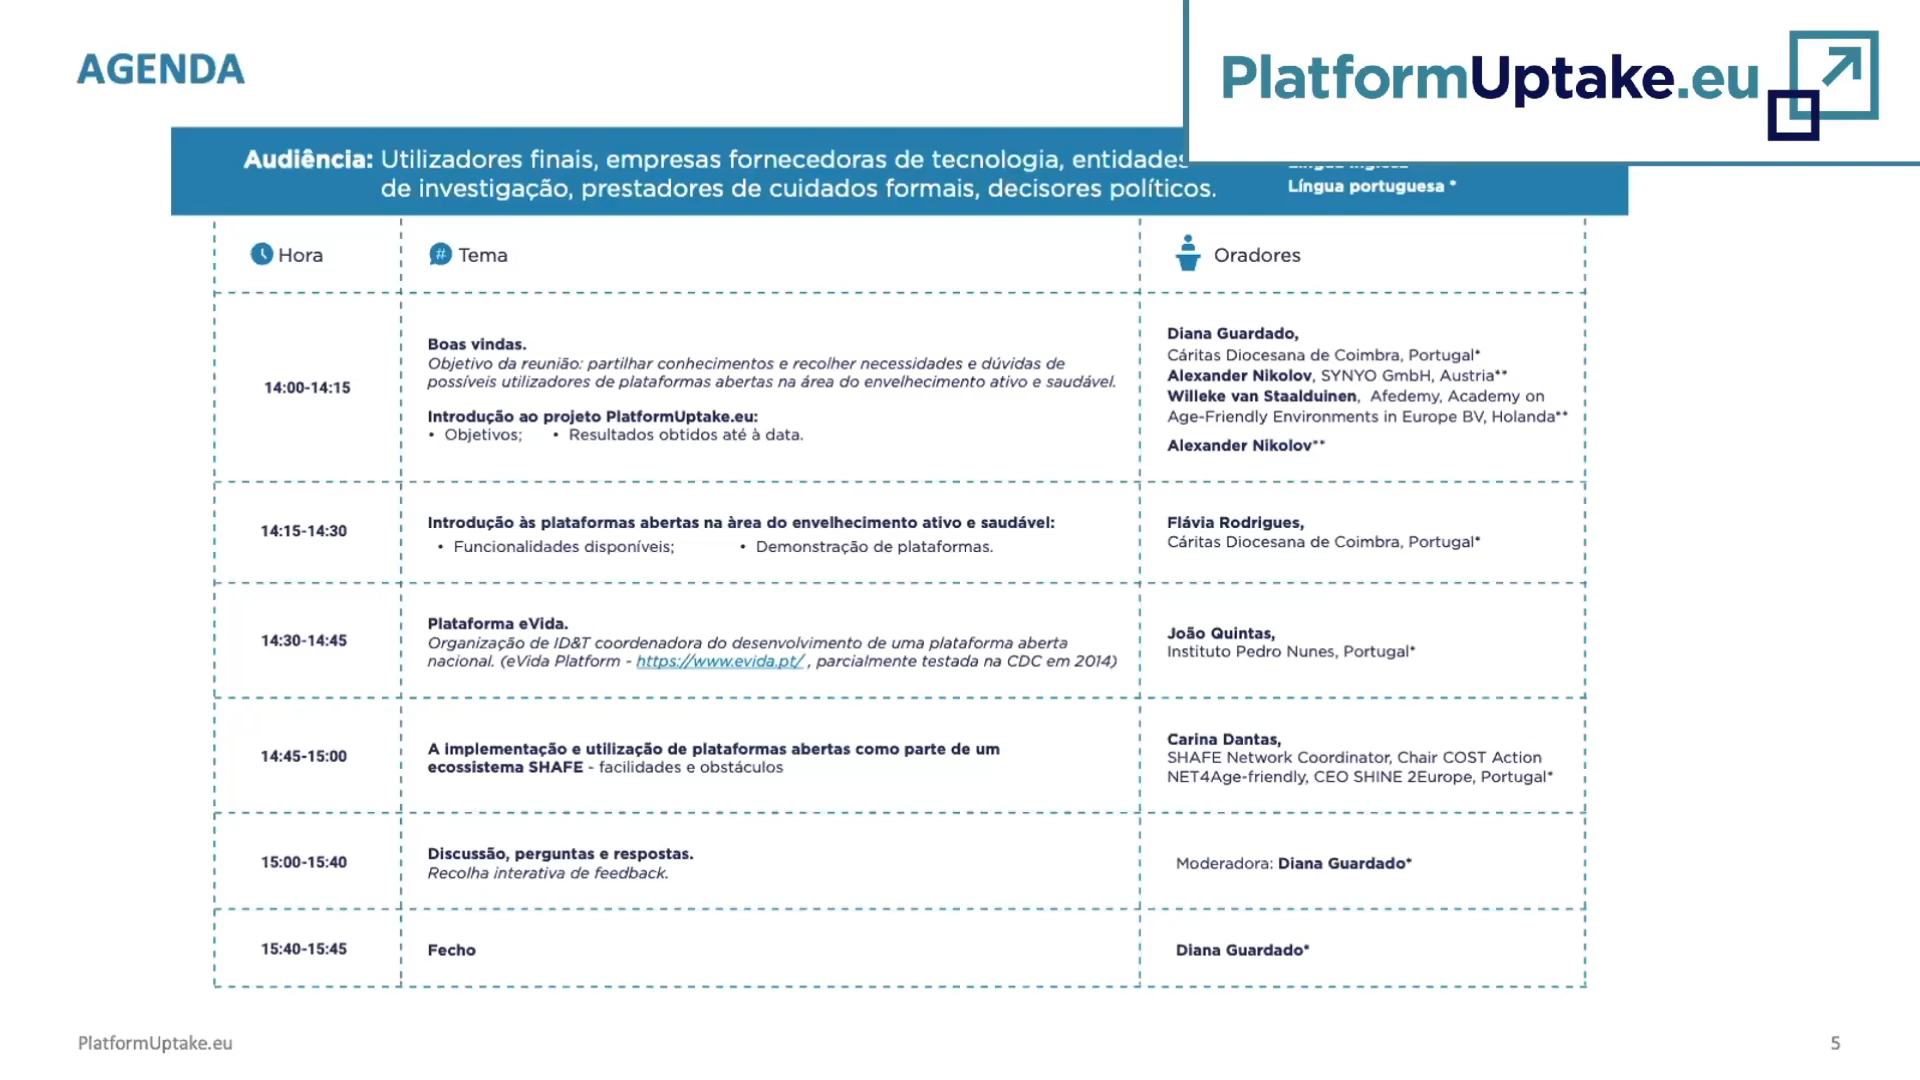 AGENDA
PlatformUptake.eu
Audiência: Utilizadores finais, empresas fornecedoras de tecnologia, entidades
de investigação, prestadores de cuidados formais, decisores políticos.
Língua portuguesa *
Hora
# Tema
Oradores
14:00-14:15
Boas vindas.
Objetivo da reunião: partilhar conhecimentos e recolher necessidades e dúvidas de
possíveis utilizadores de plataformas abertas na área do envelhecimento ativo e saudável.
Introdução ao projeto PlatformUptake.eu:
• Objetivos; • Resultados obtidos até à data.
Diana Guardado,
Cáritas Diocesana de Coimbra, Portugal*
Alexander Nikolov, SYNYO GmbH, Austria**
Willeke van Staalduinen, Afedemy, Academy on
Age-Friendly Environments in Europe BV, Holanda**
Alexander Nikolov**
14:15-14:30
Introdução às plataformas abertas na àrea do envelhecimento ativo e saudável:
• Funcionalidades disponíveis; • Demonstração de plataformas.
Flávia Rodrigues,
Cáritas Diocesana de Coimbra, Portugal*
14:30-14:45
Plataforma eVida.
Organização de ID&T coordenadora do desenvolvimento de uma plataforma aberta
nacional. (eVida Platform - https://www.evida.pt/ , parcialmente testada na CDC em 2014)
João Quintas,
Instituto Pedro Nunes, Portugal*
14:45-15:00
A implementação e utilização de plataformas abertas como parte de um
ecossistema SHAFE - facilidades e obstáculos
Carina Dantas,
SHAFE Network Coordinator, Chair COST Action
NET4Age-friendly, CEO SHINE 2Europe, Portugal*
15:00-15:40
Discussão, perguntas e respostas.
Recolha interativa de feedback.
Moderadora: Diana Guardado*
15:40-15:45
Fecho
Diana Guardado*
PlatformUptake.eu
5